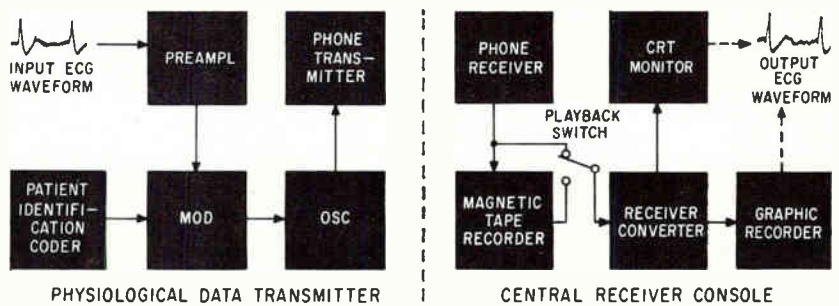 INPUT ECG
WAVEFORM
PREAMPL
PHONE
TRANS-
MITTER
PATIENT
IDENTIFI-
CATION
CODER
MOD
OSC
PHYSIOLOGICAL DATA TRANSMITTER
PHONE
RECEIVER
CRT
MONITOR
OUTPUT
ECG
WAVEFORM
PLAYBACK
SWITCH
MAGNETIC
TAPE
RECORDER
RECEIVER
CONVERTER
GRAPHIC
RECORDER
CENTRAL RECEIVER CONSOLE